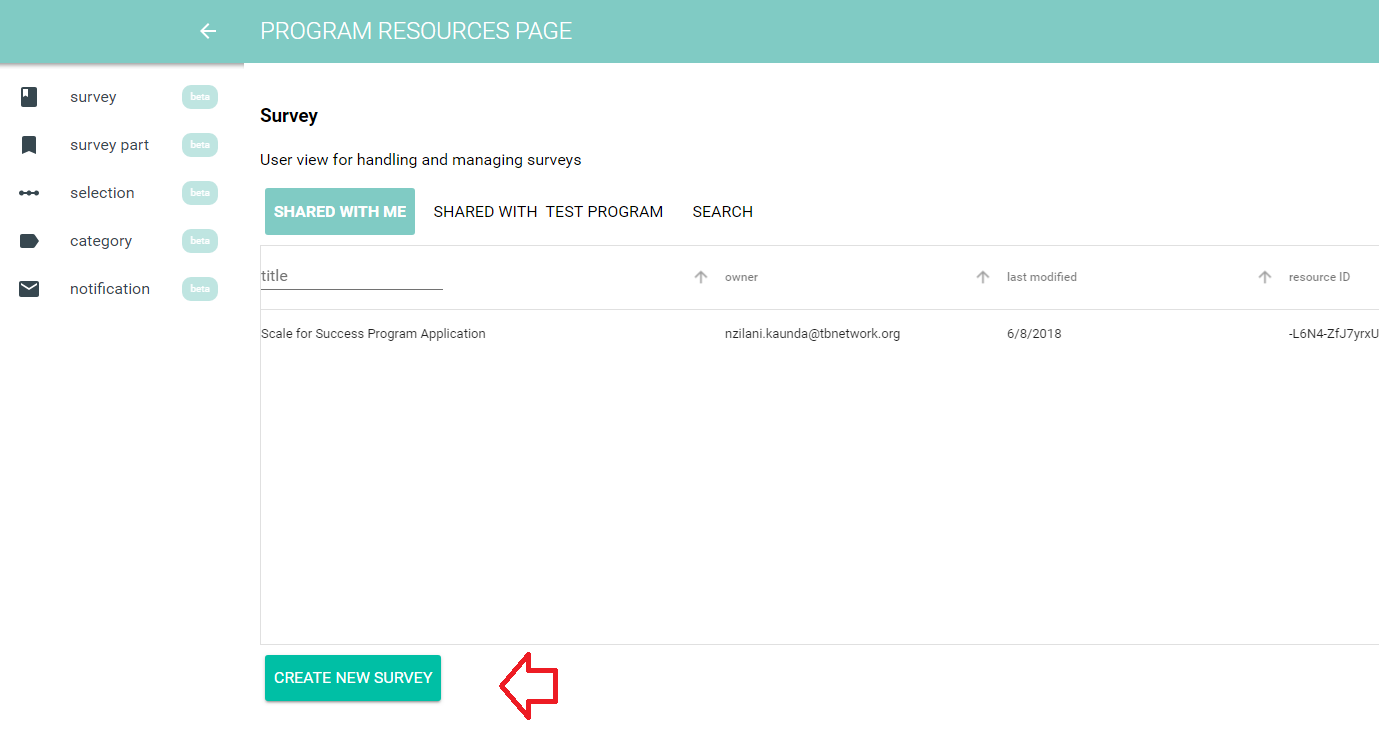 PROGRAM RESOURCES PAGE
survey beta
survey part beta
selection beta
category beta
notification beta
Survey
User view for handling and managing surveys
SHARED WITH ME SHARED WITH TEST PROGRAM SEARCH
title owner last modified resource ID
Scale for Success Program Application nzilani.kaunda@tbnetwork.org 6/8/2018 -L6N4-ZfJ7yrxU
CREATE NEW SURVEY